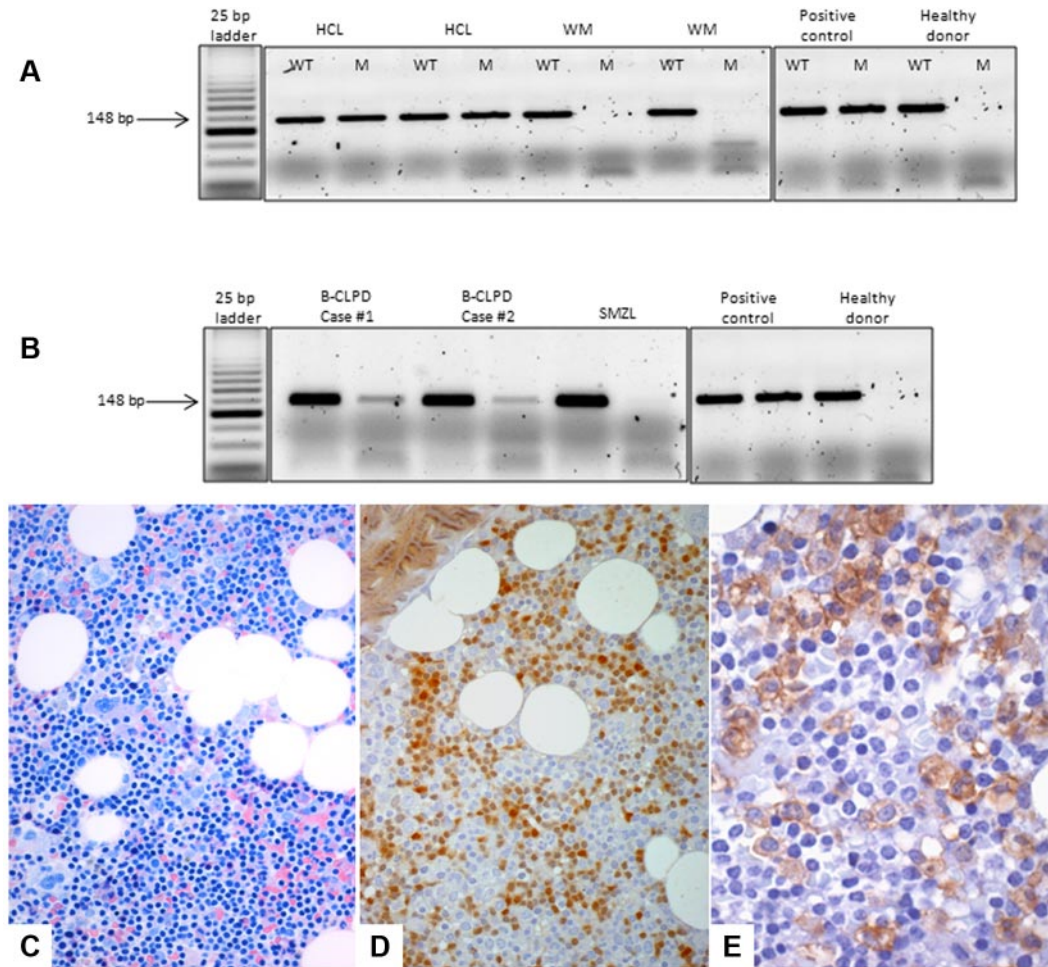 25 bp
ladder
HCL
HCL
WM
WM
Positive
control
Healthy
donor
A
WT M WT M WT M WT M WT M WT M
148 bp
25 bp
ladder
B-CLPD
Case #1
B-CLPD
Case #2
SMZL
Positive
control
Healthy
donor
B
148 bp
C
D
E